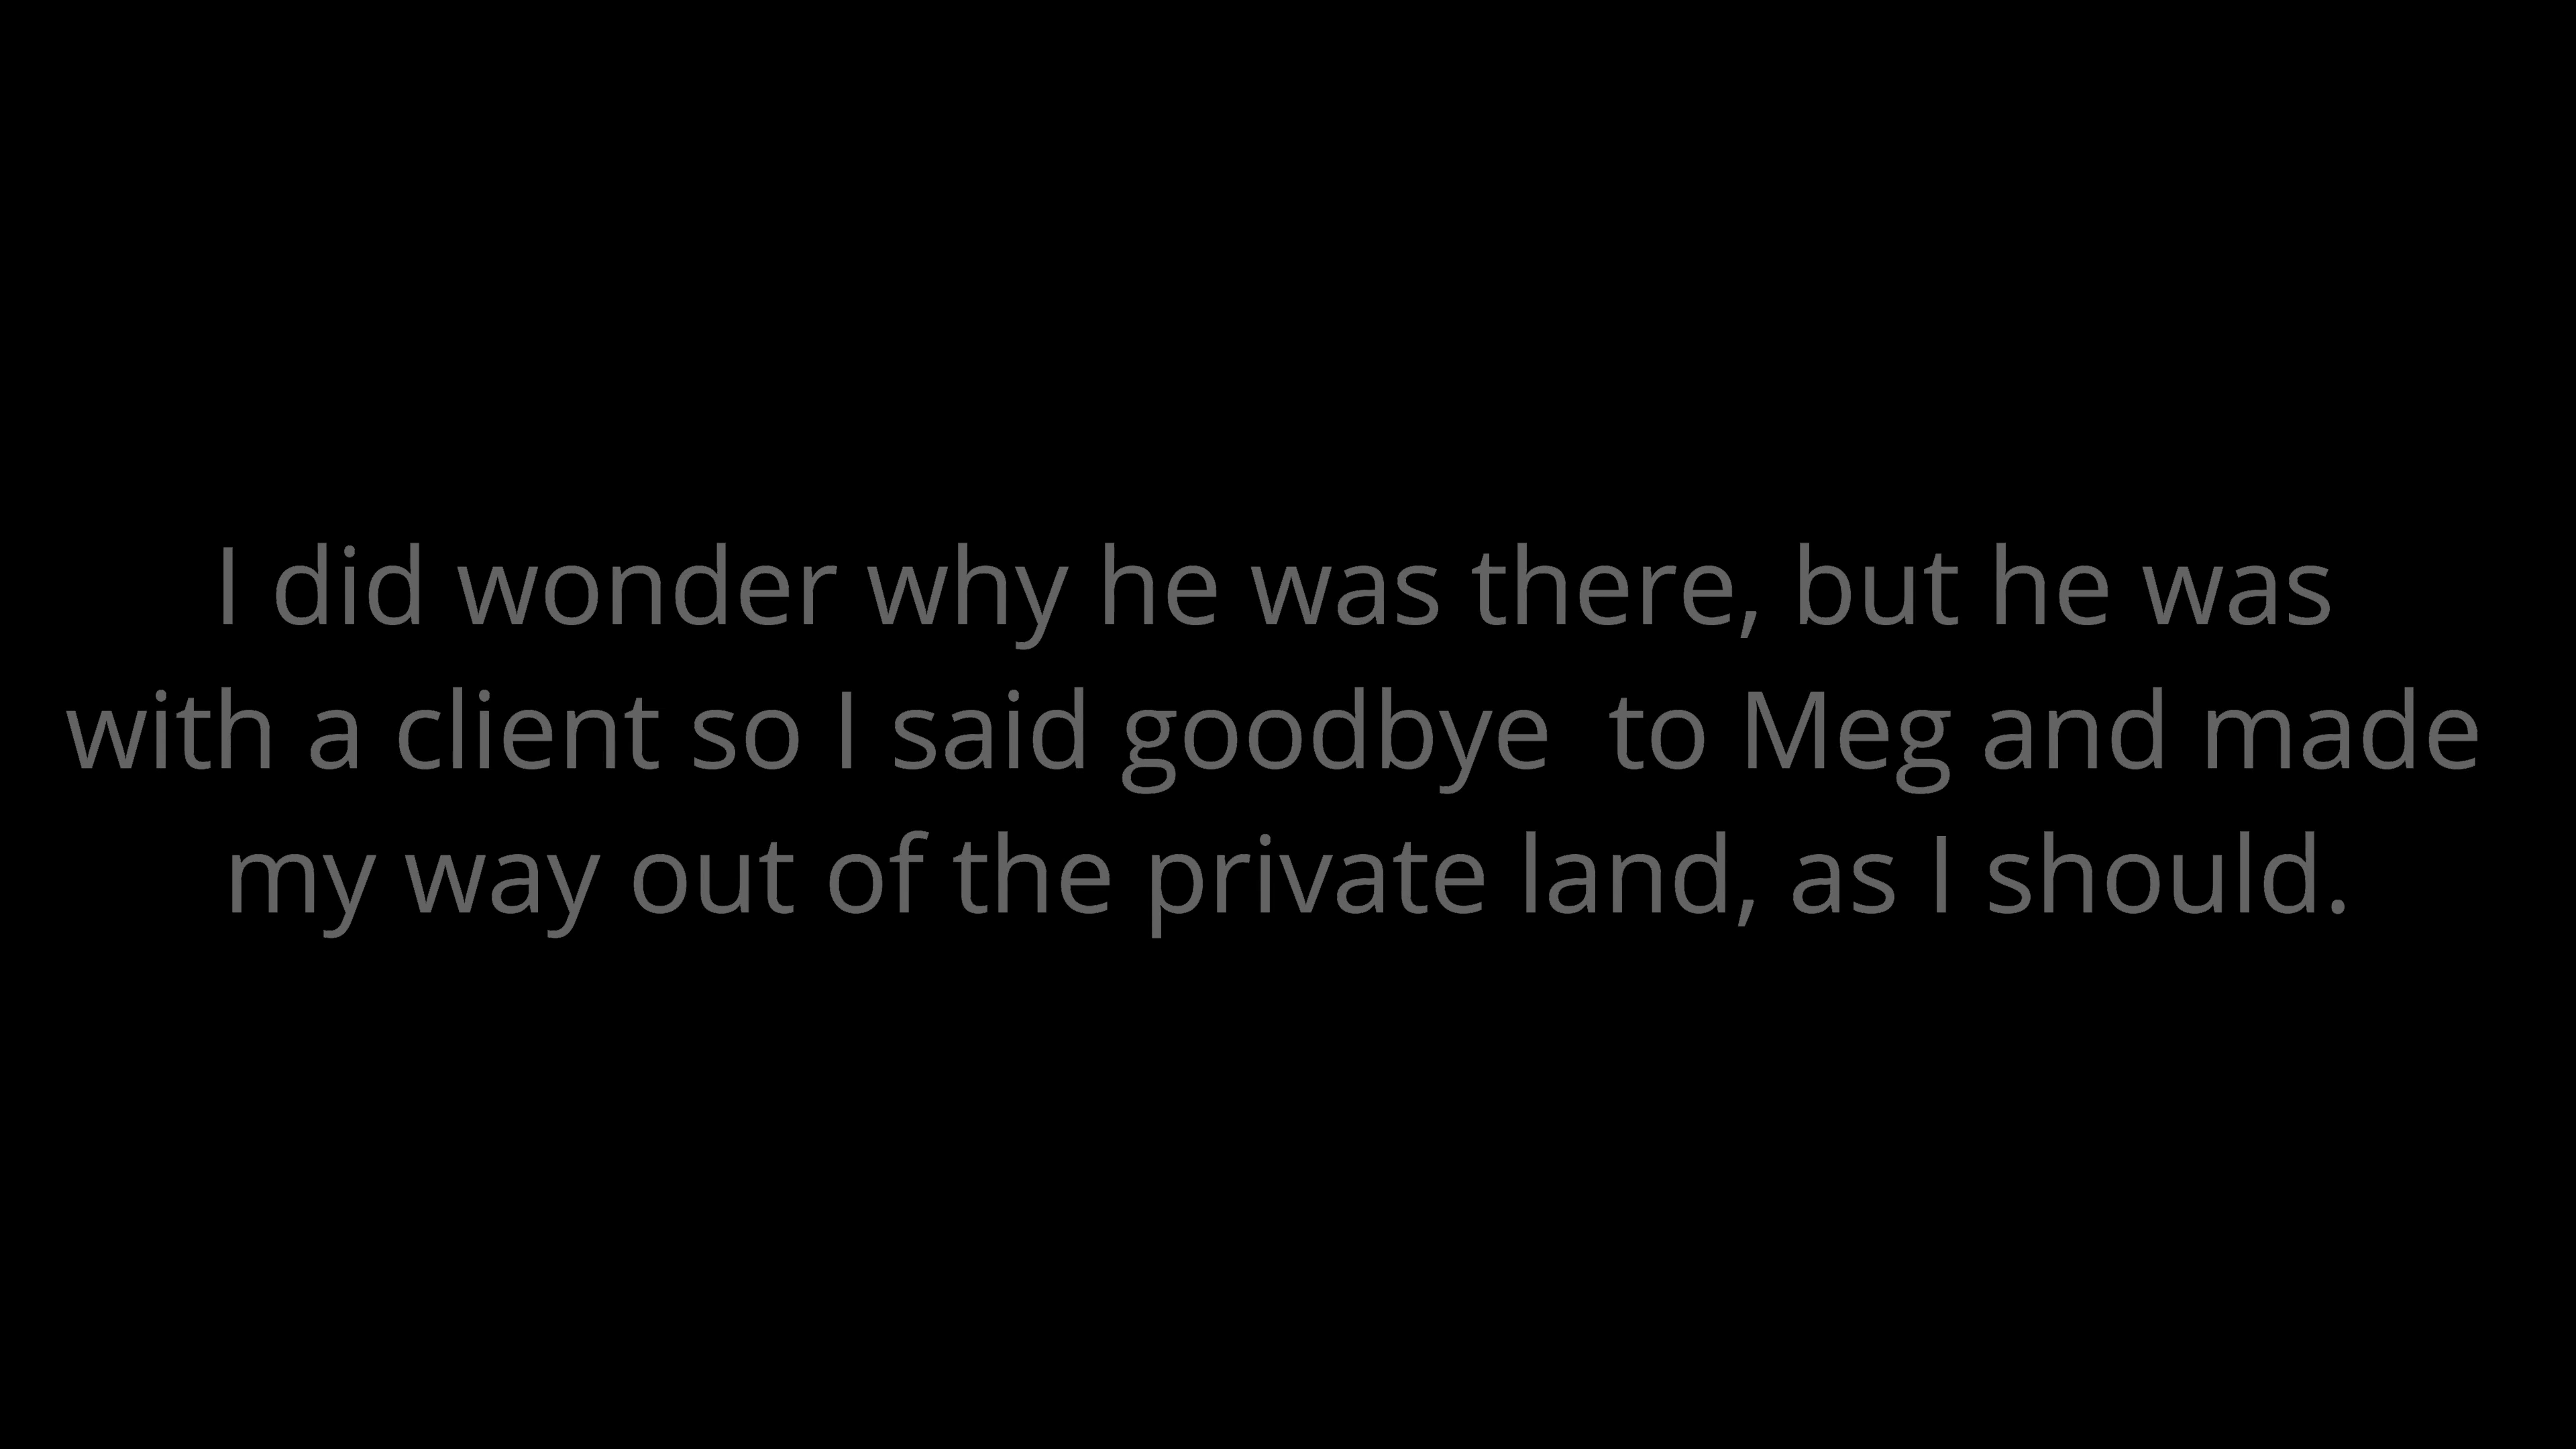 I did wonder why he was there, but he was
with a client so I said goodbye  to Meg and made
my way out of the private land, as I should.